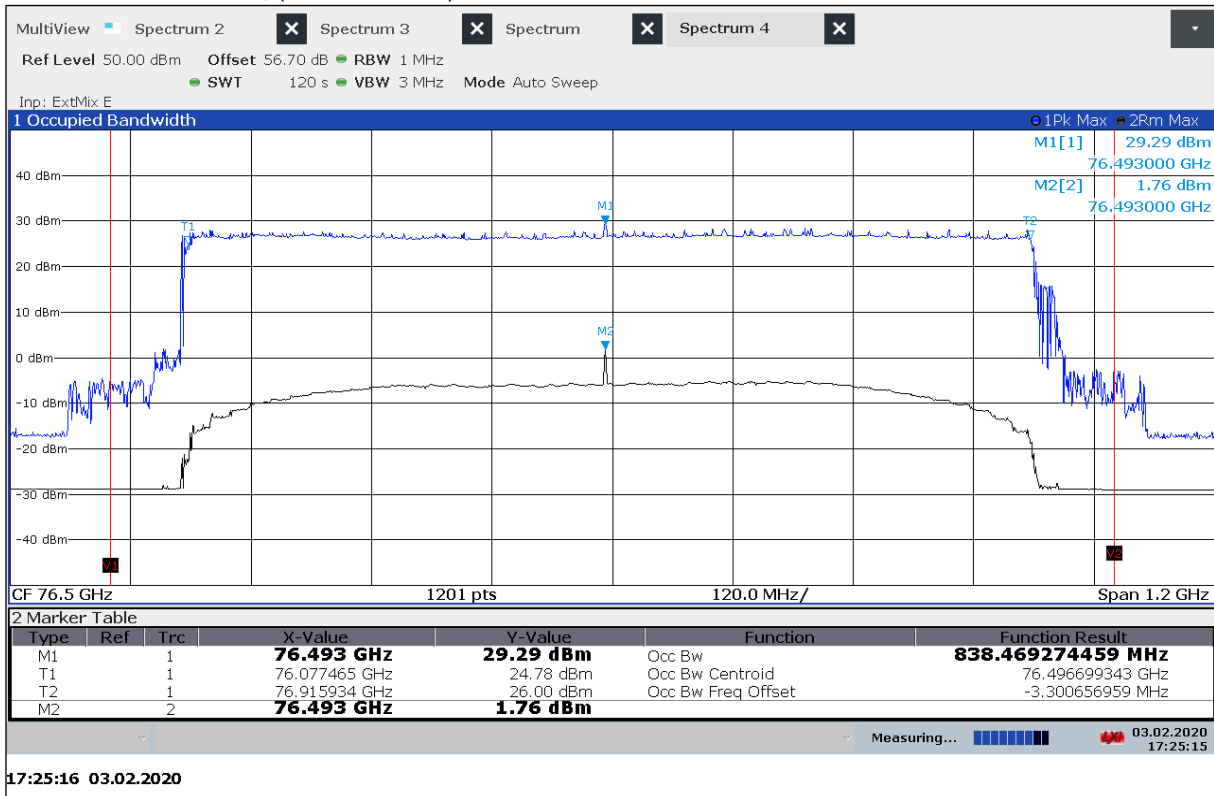 MultiView Spectrum 2 ✕ Spectrum 3 ✕ Spectrum ✕ Spectrum 4 ✕
Ref Level 50.00 dBm Offset 56.70 dB RBW 1 MHz
SWT 120 s VBW 3 MHz Mode Auto Sweep
Inp: ExtMix E
1 Occupied Bandwidth 1Pk Max 2Rm Max
M1[1] 29.29 dBm
76.493000 GHz
40 dBm
M2[2] 1.76 dBm
76.493000 GHz
M1
30 dBm
T1
T2
20 dBm
10 dBm
M2
0 dBm
-10 dBm
-20 dBm
-30 dBm
-40 dBm
V1
V2
CF 76.5 GHz 1201 pts 120.0 MHz/ Span 1.2 GHz
2 Marker Table
Type Ref Trc X-Value Y-Value Function Function Result
M1 1 76.493 GHz 29.29 dBm Occ Bw 838.469274459 MHz
T1 1 76.077465 GHz 24.78 dBm Occ Bw Centroid 76.496699343 GHz
T2 1 76.915934 GHz 26.00 dBm Occ Bw Freq Offset -3.300656959 MHz
M2 2 76.493 GHz 1.76 dBm
Measuring... 03.02.2020
17:25:15
17:25:16 03.02.2020